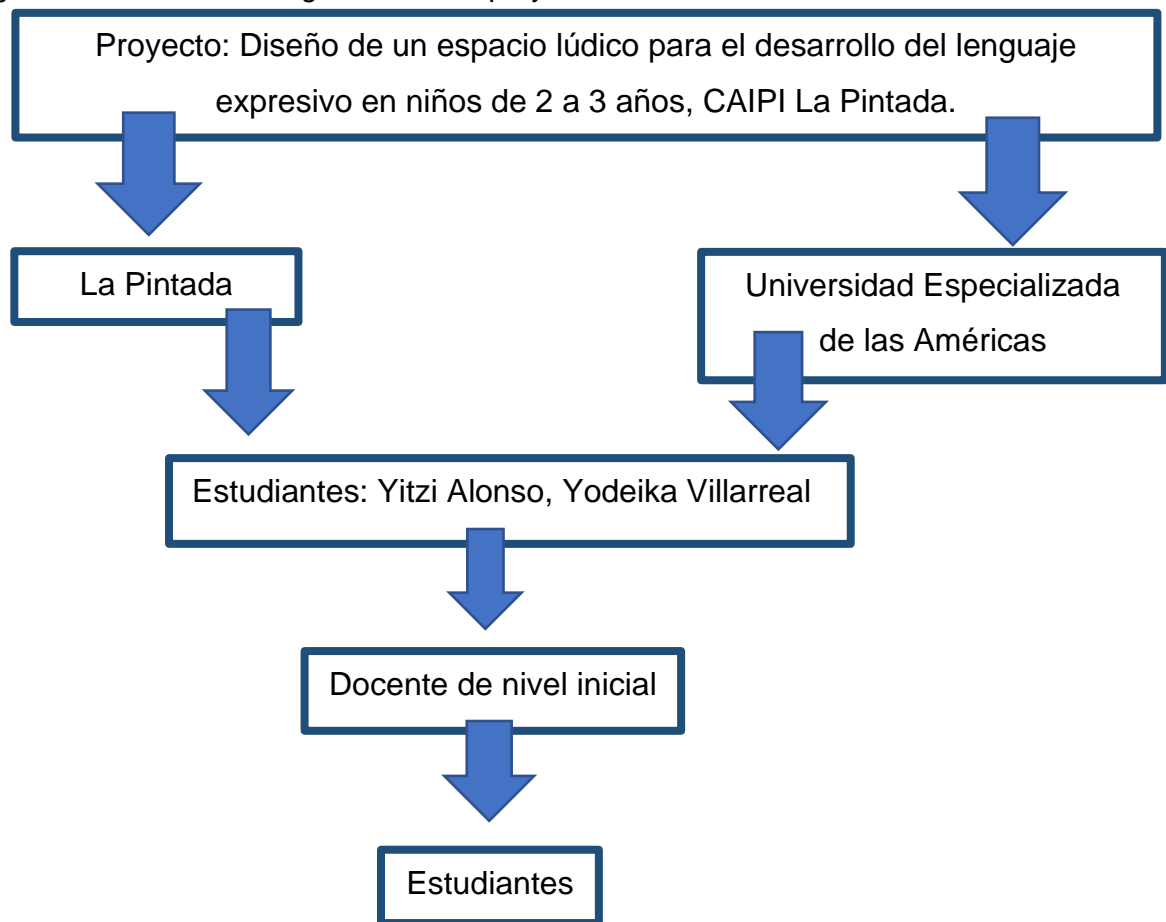 Proyecto: Diseño de un espacio lúdico para el desarrollo del lenguaje
expresivo en niños de 2 a 3 años, CAIPI La Pintada.
La Pintada
Universidad Especializada
de las Américas
Estudiantes: Yitzi Alonso, Yodeika Villarreal
Docente de nivel inicial
Estudiantes